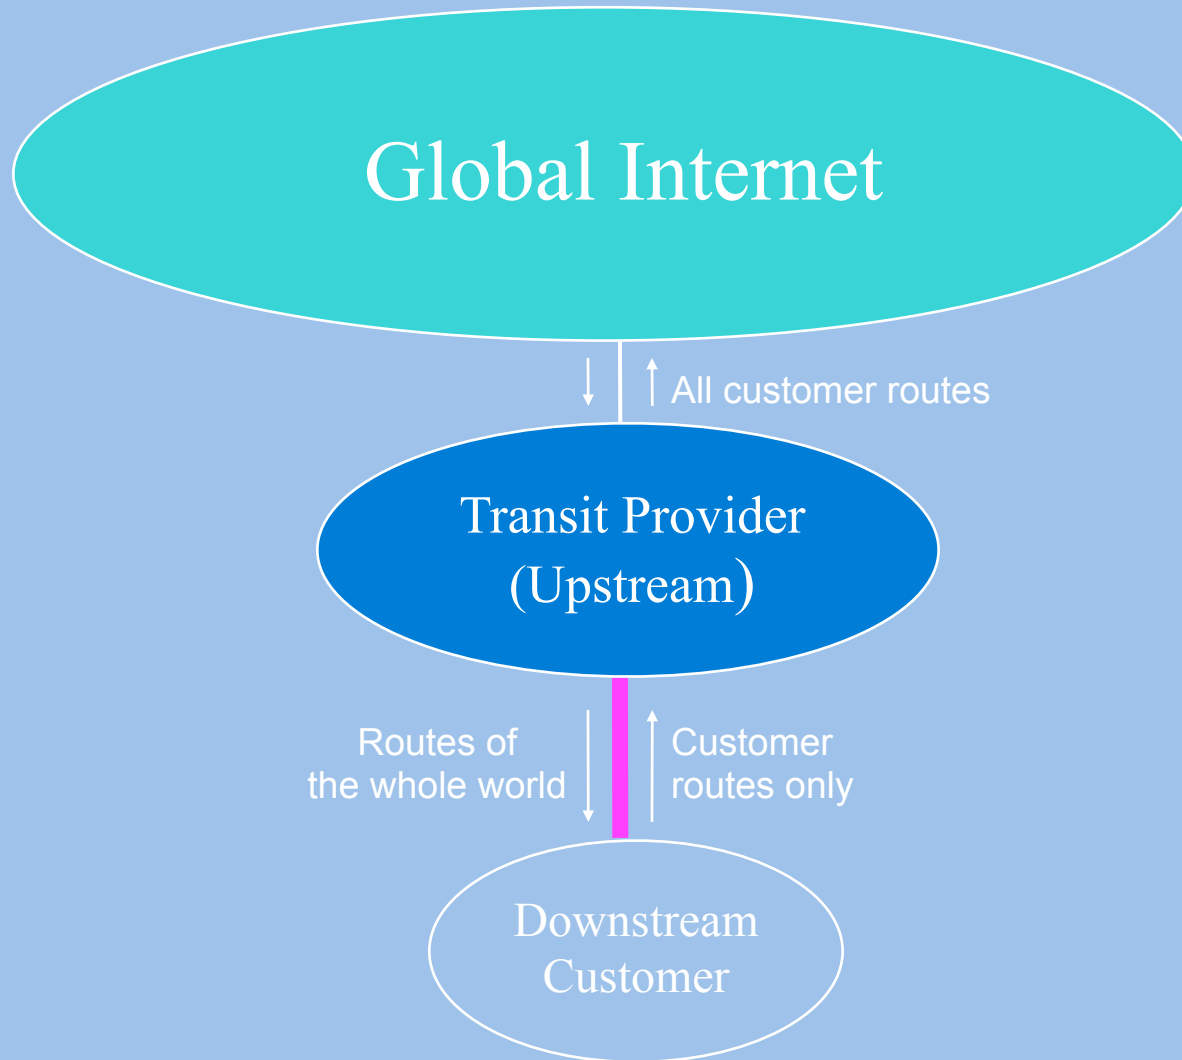 Global Internet
All customer routes
Transit Provider
(Upstream)
Routes of
the whole world
Customer
routes only
Downstream
Customer